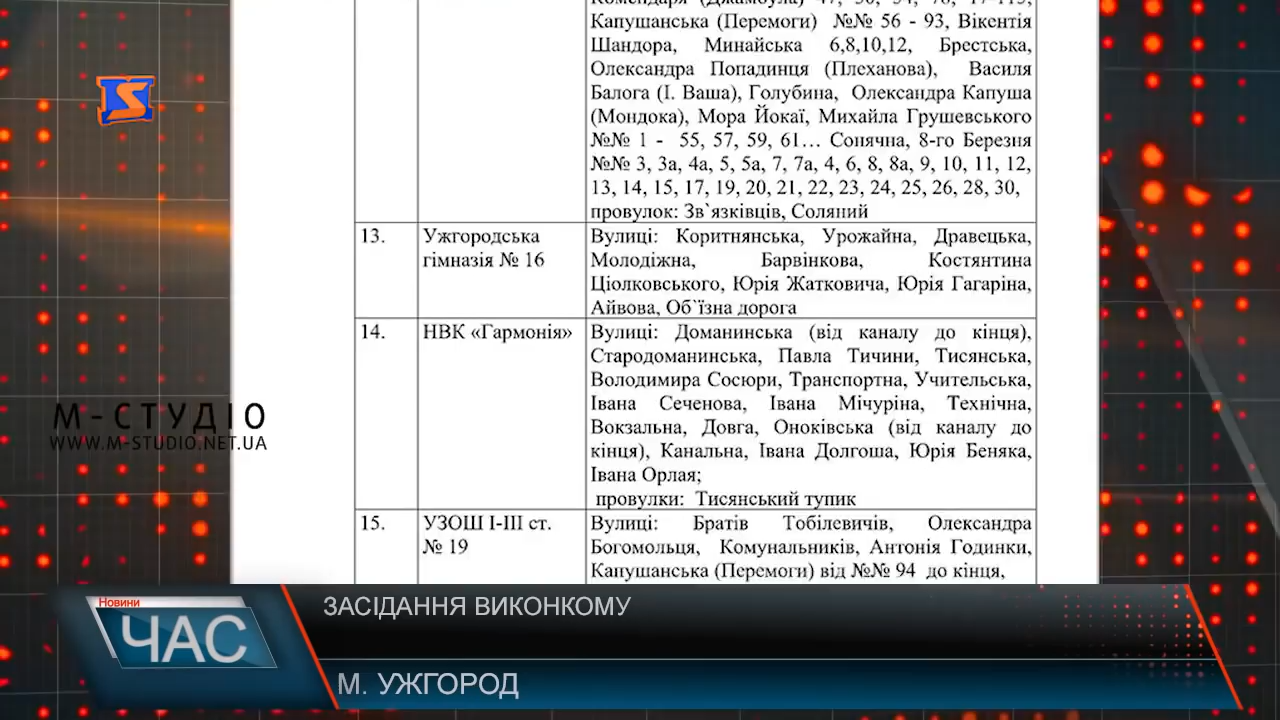 Комендаря (Джамбула) 47, 50, 54, 78, 17-115,
Капушанська (Перемоги) №№ 56 - 93, Вікентія
Шандора, Минайська 6,8,10,12, Брестська,
Олександра Попадинця (Плеханова), Василя
Балога (І. Ваша), Голубина, Олександра Капуша
(Мондока), Мора Йокаї, Михайла Грушевського
№№ 1 - 55, 57, 59, 61… Сонячна, 8-го Березня
№№ 3, 3а, 4а, 5, 5а, 7, 7а, 4, 6, 8, 8а, 9, 10, 11, 12,
13, 14, 15, 17, 19, 20, 21, 22, 23, 24, 25, 26, 28, 30,
провулок: Зв`язківців, Соляний
13. Ужгородська гімназія № 16
Вулиці: Коритнянська, Урожайна, Дравецька,
Молодіжна, Барвінкова, Костянтина
Ціолковського, Юрія Жатковича, Юрія Гагаріна,
Айвова, Об`їзна дорога
14. НВК «Гармонія»
Вулиці: Доманинська (від каналу до кінця),
Стародоманинська, Павла Тичини, Тисянська,
Володимира Сосюри, Транспортна, Учительська,
Івана Сеченова, Івана Мічуріна, Технічна,
Вокзальна, Довга, Оноківська (від каналу до
кінця), Канальна, Івана Долгоша, Юрія Беняка,
Івана Орлая;
провулки: Тисянський тупик
15. УЗОШ І-ІІІ ст. № 19
Вулиці: Братів Тобілевичів, Олександра
Богомольця, Комунальників, Антонія Годинки,
Капушанська (Перемоги) від №№ 94 до кінця,
М-СТУДІО
WWW.M-STUDIO.NET.UA
Новини
ЧАС
ЗАСІДАННЯ ВИКОНКОМУ
М. УЖГОРОД